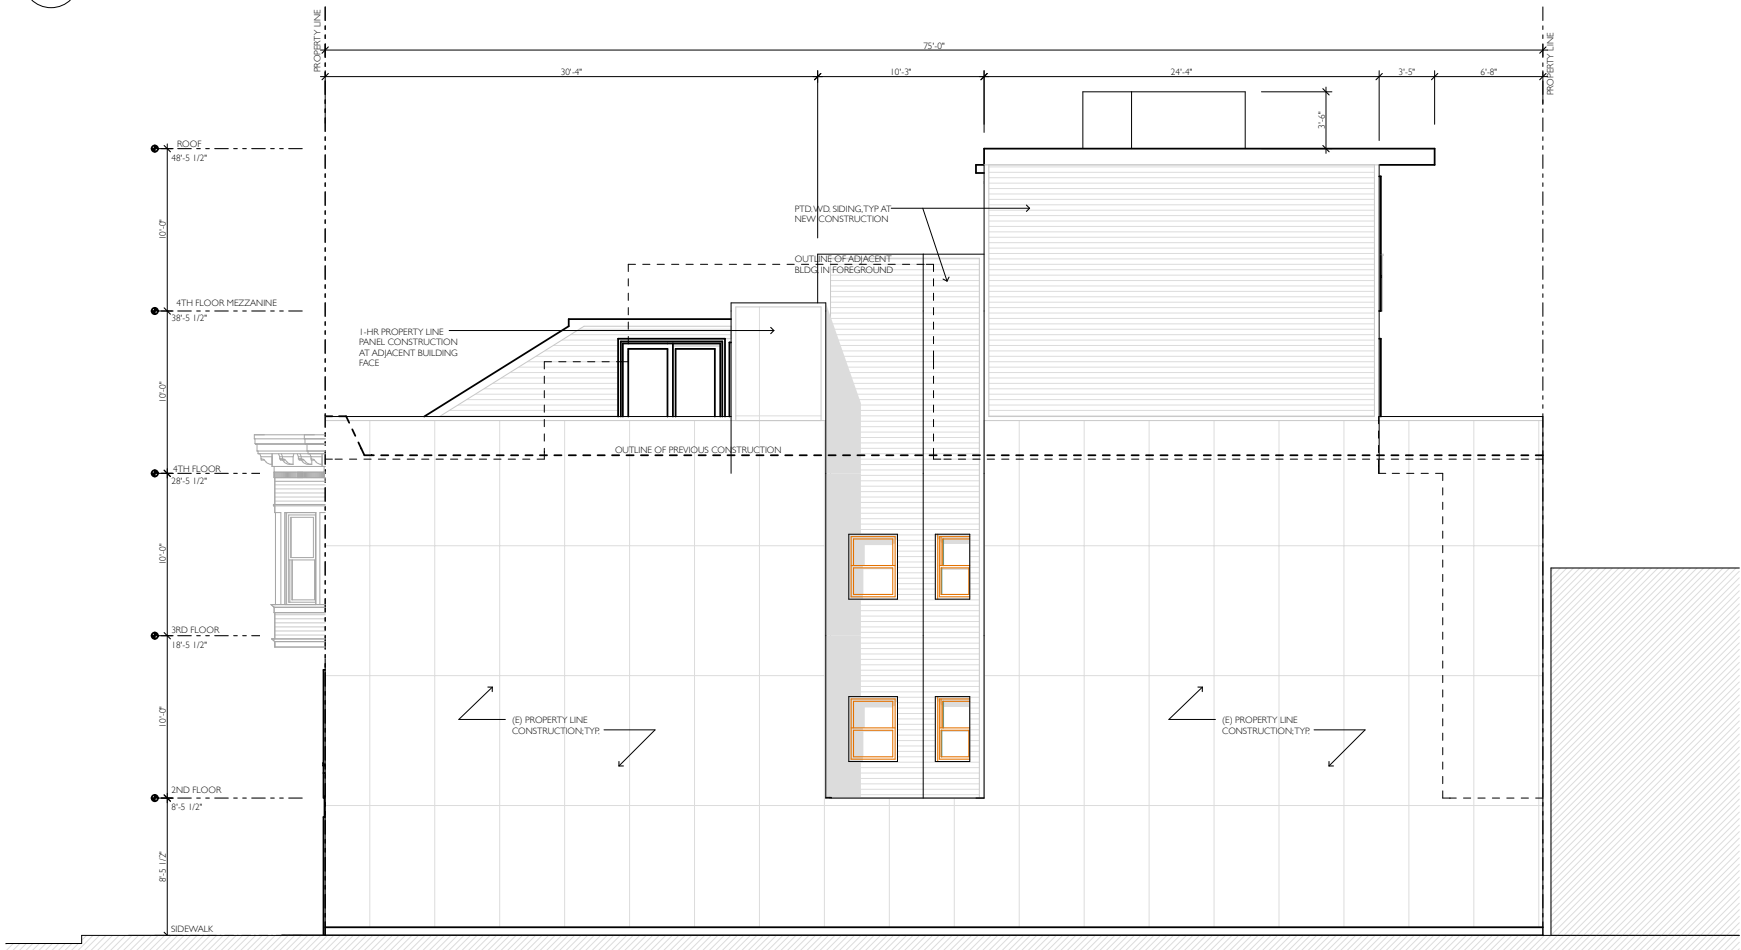 PROPERTY LINE
PROPERTY LINE
75'-0"
30'-4"
10'-3"
24'-4"
3'-5"
6'-8"
3'-6"
ROOF
48'-5 1/2"
10'-0"
PTD. WD. SIDING, TYP AT
NEW CONSTRUCTION
OUTLINE OF ADJACENT
BLDG. IN FOREGROUND
4TH FLOOR MEZZANINE
38'-5 1/2"
1-HR PROPERTY LINE
PANEL CONSTRUCTION
AT ADJACENT BUILDING
FACE
10'-0"
OUTLINE OF PREVIOUS CONSTRUCTION
4TH FLOOR
28'-5 1/2"
10'-0"
3RD FLOOR
18'-5 1/2"
10'-0"
(E) PROPERTY LINE
CONSTRUCTION, TYP.
(E) PROPERTY LINE
CONSTRUCTION, TYP.
2ND FLOOR
8'-5 1/2"
8'-5 1/2"
SIDEWALK